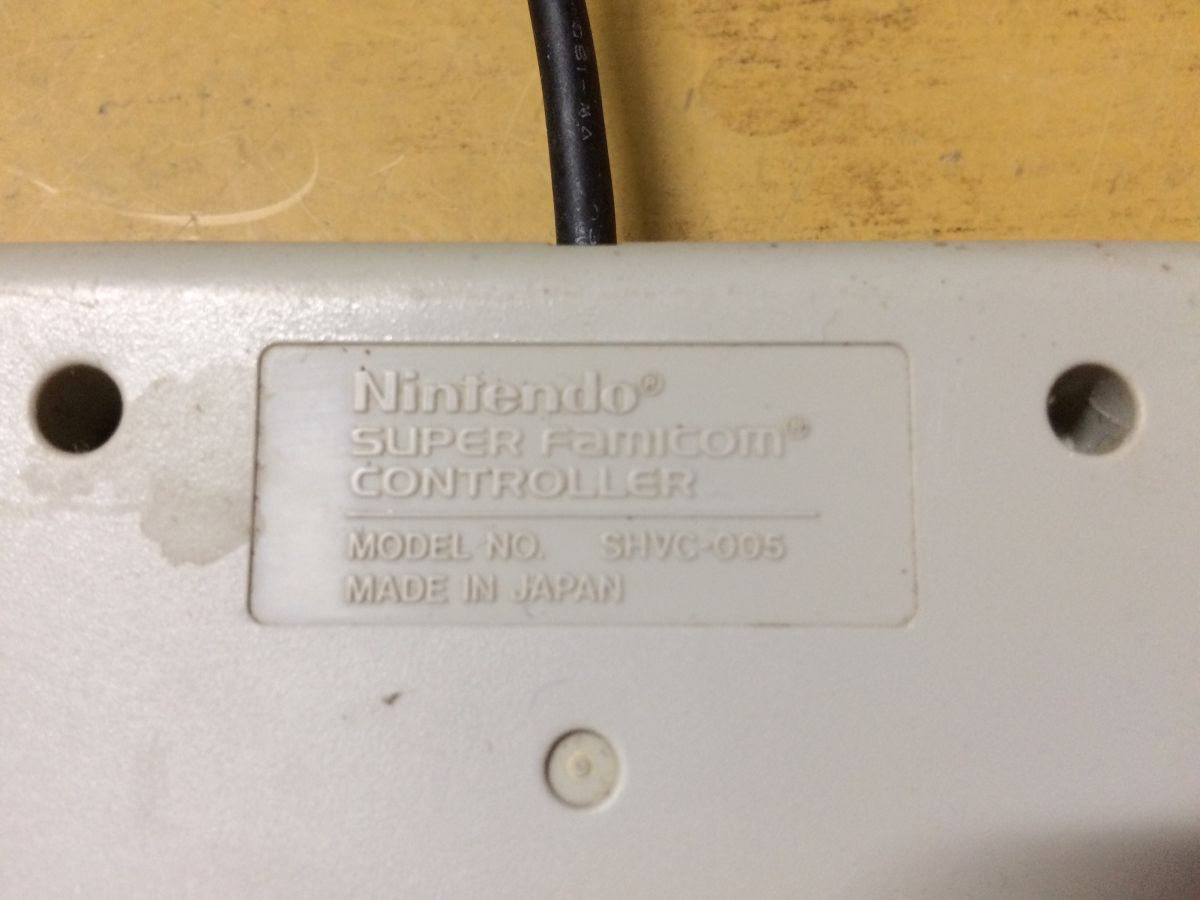 Nintendo®
SUPER Famicom®
CONTROLLER
MODEL NO. SHVC-005
MADE IN JAPAN